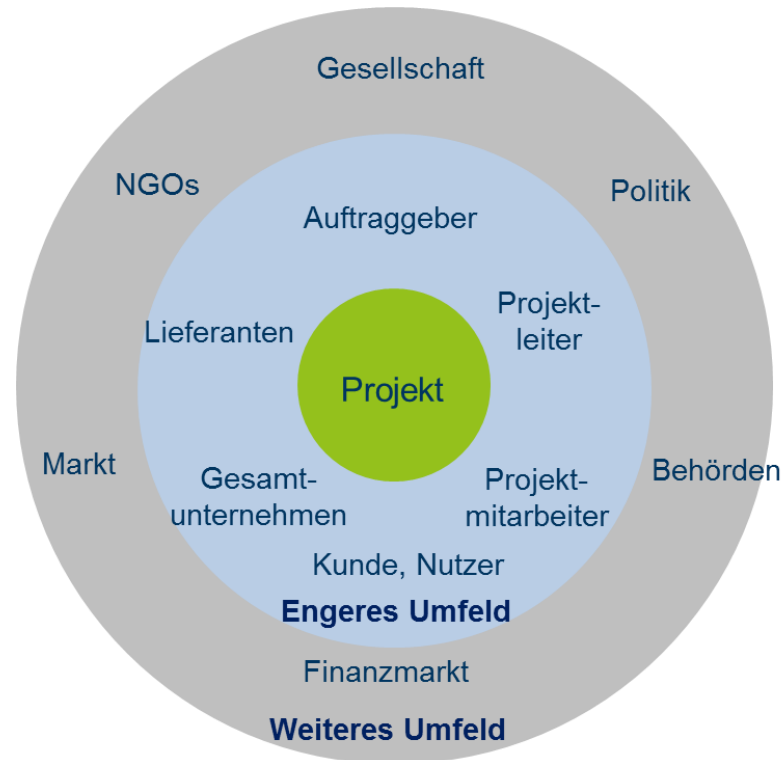 Gesellschaft
NGOs
Politik
Auftraggeber
Projekt-
leiter
Lieferanten
Projekt
Markt
Gesamt-
unternehmen
Projekt-
mitarbeiter
Behörden
Kunde, Nutzer
Engeres Umfeld
Finanzmarkt
Weiteres Umfeld